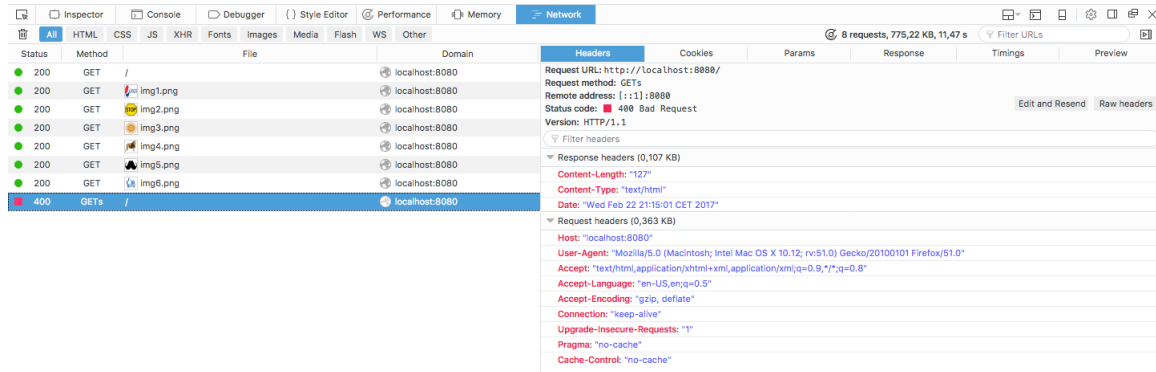 Inspector Console Debugger { } Style Editor Performance Memory Network
All HTML CSS JS XHR Fonts Images Media Flash WS Other 8 requests, 775,22 KB, 11,47 s Filter URLs
Status Method File Domain
200 GET / localhost:8080
200 GET img1.png localhost:8080
200 GET img2.png localhost:8080
200 GET img3.png localhost:8080
200 GET img4.png localhost:8080
200 GET img5.png localhost:8080
200 GET img6.png localhost:8080
400 GETs / localhost:8080
Headers Cookies Params Response Timings Preview
Request URL: http://localhost:8080/
Request method: GETs
Remote address: [::1]:8080
Status code: 400 Bad Request
Edit and Resend Raw headers
Version: HTTP/1.1
Filter headers
Response headers (0,107 KB)
Content-Length: "127"
Content-Type: "text/html"
Date: "Wed Feb 22 21:15:01 CET 2017"
Request headers (0,363 KB)
Host: "localhost:8080"
User-Agent: "Mozilla/5.0 (Macintosh; Intel Mac OS X 10.12; rv:51.0) Gecko/20100101 Firefox/51.0"
Accept: "text/html,application/xhtml+xml,application/xml;q=0.9,*/*;q=0.8"
Accept-Language: "en-US,en;q=0.5"
Accept-Encoding: "gzip, deflate"
Connection: "keep-alive"
Upgrade-Insecure-Requests: "1"
Pragma: "no-cache"
Cache-Control: "no-cache"